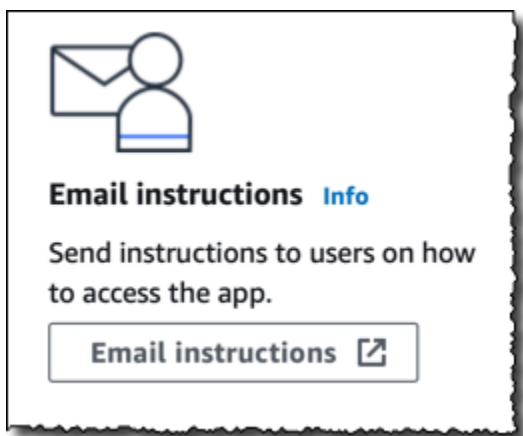 Email instructions Info
Send instructions to users on how
to access the app.
Email instructions